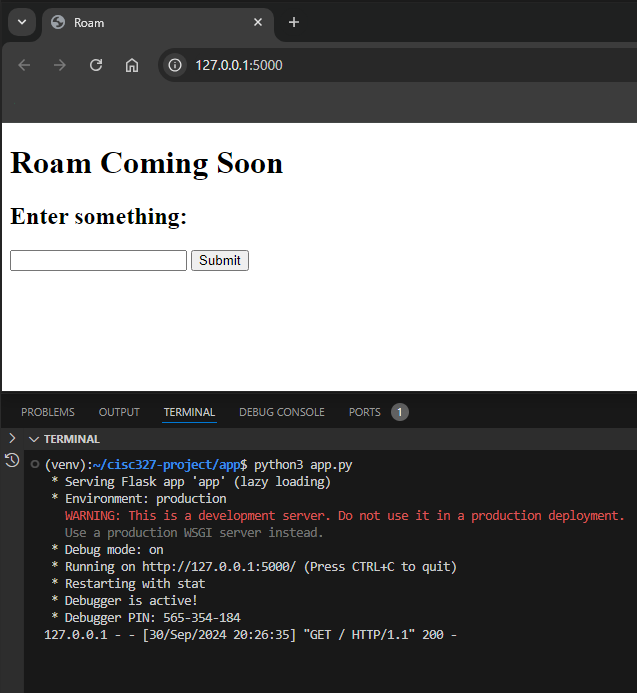 Roam
127.0.0.1:5000
Roam Coming Soon
Enter something:
Submit
PROBLEMS OUTPUT TERMINAL DEBUG CONSOLE PORTS 1
TERMINAL
(venv):~/cisc327-project/app$ python3 app.py
* Serving Flask app 'app' (lazy loading)
* Environment: production
WARNING: This is a development server. Do not use it in a production deployment.
Use a production WSGI server instead.
* Debug mode: on
* Running on http://127.0.0.1:5000/ (Press CTRL+C to quit)
* Restarting with stat
* Debugger is active!
* Debugger PIN: 565-354-184
127.0.0.1 - - [30/Sep/2024 20:26:35] "GET / HTTP/1.1" 200 -